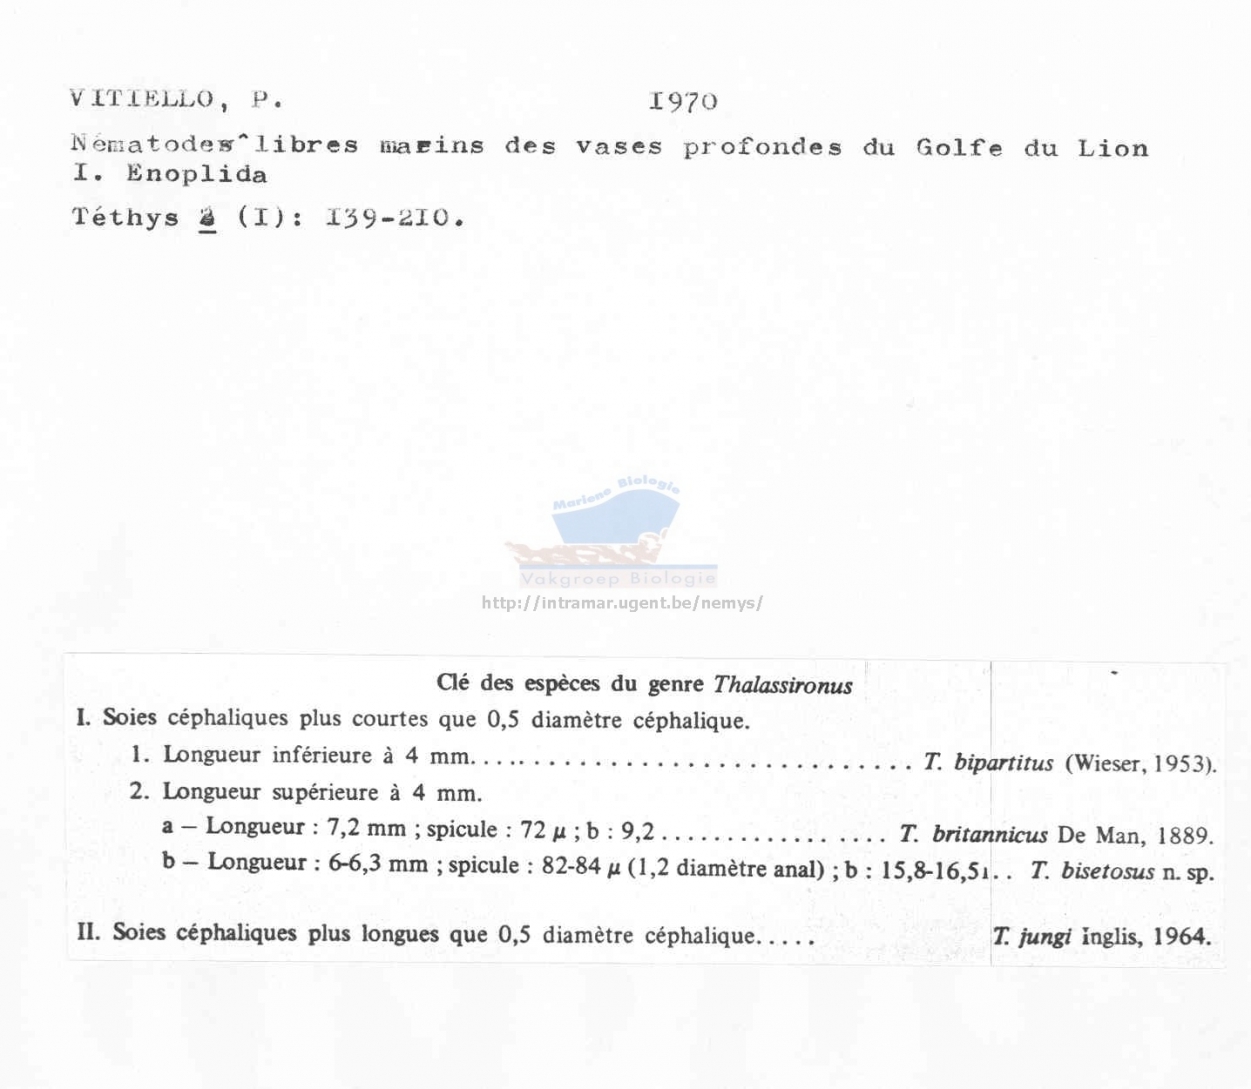 VITIELLO, P. 1970
Nématodes libres marins des vases profondes du Golfe du Lion
I. Enoplida
Téthys 2 (I): 139-210.
Mariene Biologie
Vakgroep Biologie
http://intramar.ugent.be/nemys/
Clé des espèces du genre Thalassironus
I. Soies céphaliques plus courtes que 0,5 diamètre céphalique.
1. Longueur inférieure à 4 mm. . . . . . . . . . . . . . . . . . . . . . . . . . . . . . . T. bipartitus (Wieser, 1953).
2. Longueur supérieure à 4 mm.
a — Longueur : 7,2 mm ; spicule : 72 µ ; b : 9,2 . . . . . . . . . . . . . . . . . T. britannicus De Man, 1889.
b — Longueur : 6-6,3 mm ; spicule : 82-84 µ (1,2 diamètre anal) ; b : 15,8-16,5 . . T. bisetosus n. sp.
II. Soies céphaliques plus longues que 0,5 diamètre céphalique. . . . . T. jungi Inglis, 1964.